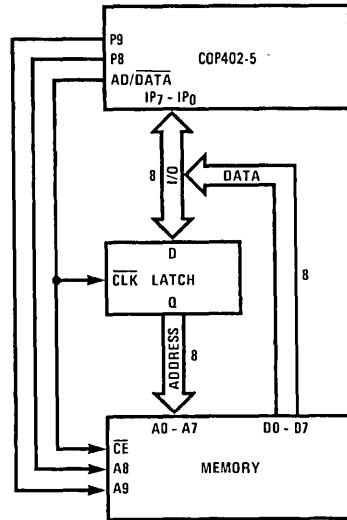 P9
P8
AD/DATA
COP402-5
IP7 - IP0
8
I/O
DATA
D
CLK LATCH
Q
8
ADDRESS
8
A0 - A7
D0 - D7
CE
A8
A9
MEMORY